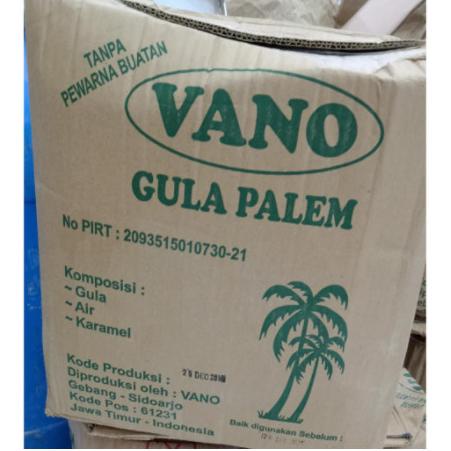 TANPA
PEWARNA BUATAN
VANO
GULA PALEM
No PIRT : 2093515010730-21
Komposisi :
~ Gula
~ Air
~ Karamel
Kode Produksi :
Diproduksi oleh : VANO
Gebang - Sidoarjo
Kode Pos : 61231
Jawa Timur - Indonesia
Baik digunakan Sebelum :